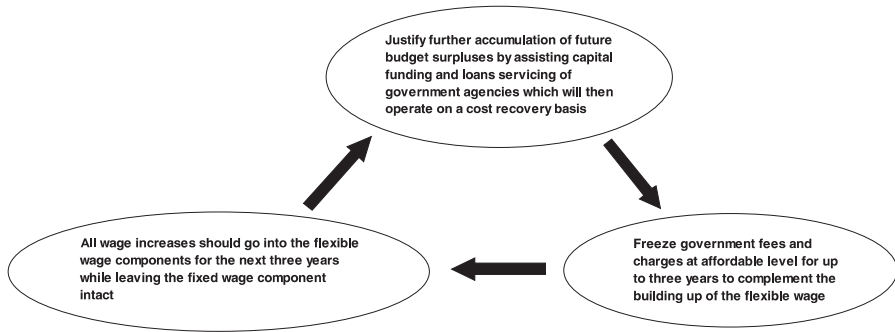 Justify further accumulation of future
budget surpluses by assisting capital
funding and loans servicing of
government agencies which will then
operate on a cost recovery basis
All wage increases should go into the flexible
wage components for the next three years
while leaving the fixed wage component
intact
Freeze government fees and
charges at affordable level for up
to three years to complement the
building up of the flexible wage